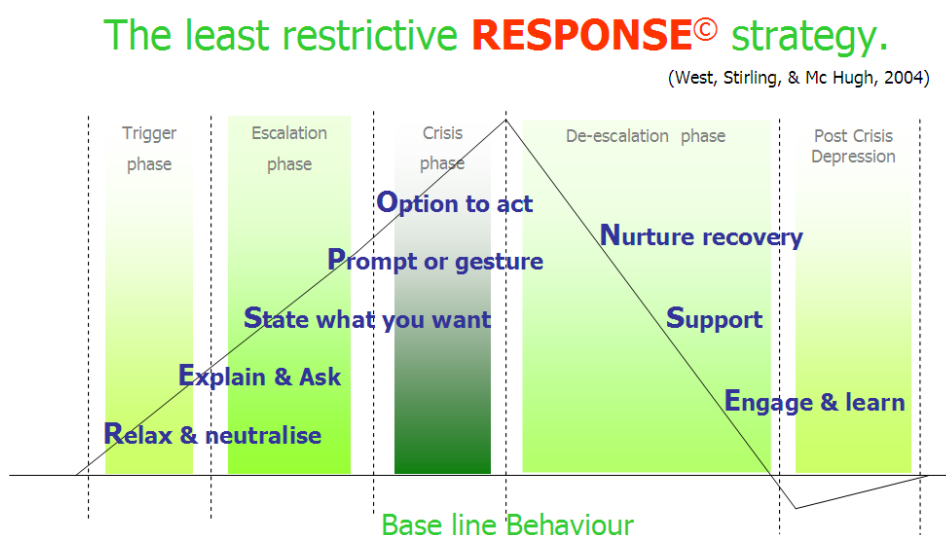 The least restrictive RESPONSE© strategy.
(West, Stirling, & Mc Hugh, 2004)
Trigger
phase
Escalation
phase
Crisis
phase
De-escalation phase
Post Crisis
Depression
Option to act
Prompt or gesture
State what you want
Explain & Ask
Relax & neutralise
Nurture recovery
Support
Engage & learn
Base line Behaviour